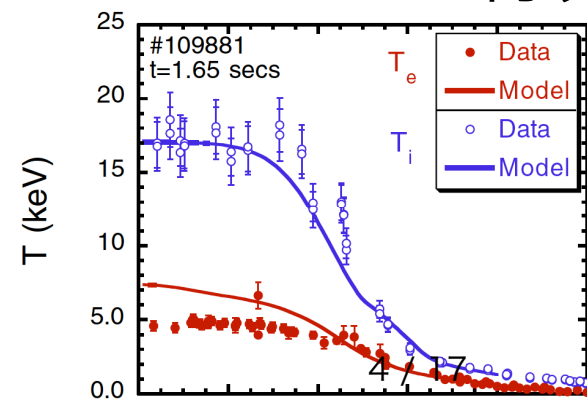 25
#109881
t=1.65 secs
T_e
Data
Model
20
T_i
Data
Model
15
T (keV)
10
5.0
4 / 17
0.0